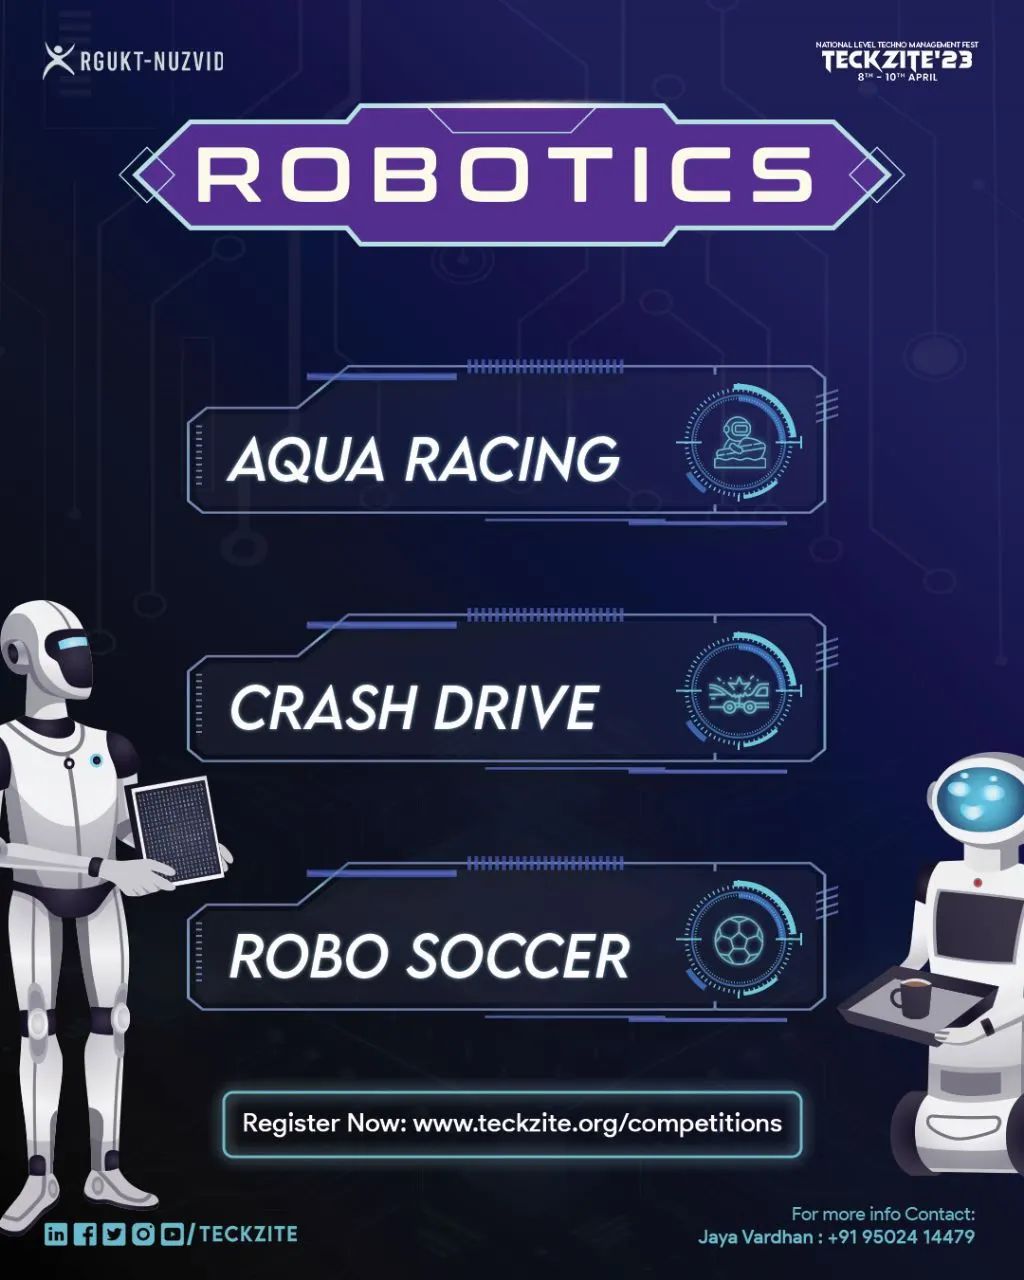 RGUKT-NUZVID
NATIONAL LEVEL TECHNO MANAGEMENT FEST
TECKZITE'23
8TH - 10TH APRIL
ROBOTICS
AQUA RACING
CRASH DRIVE
ROBO SOCCER
Register Now: www.teckzite.org/competitions
/TECKZITE
For more info Contact:
Jaya Vardhan : +91 95024 14479